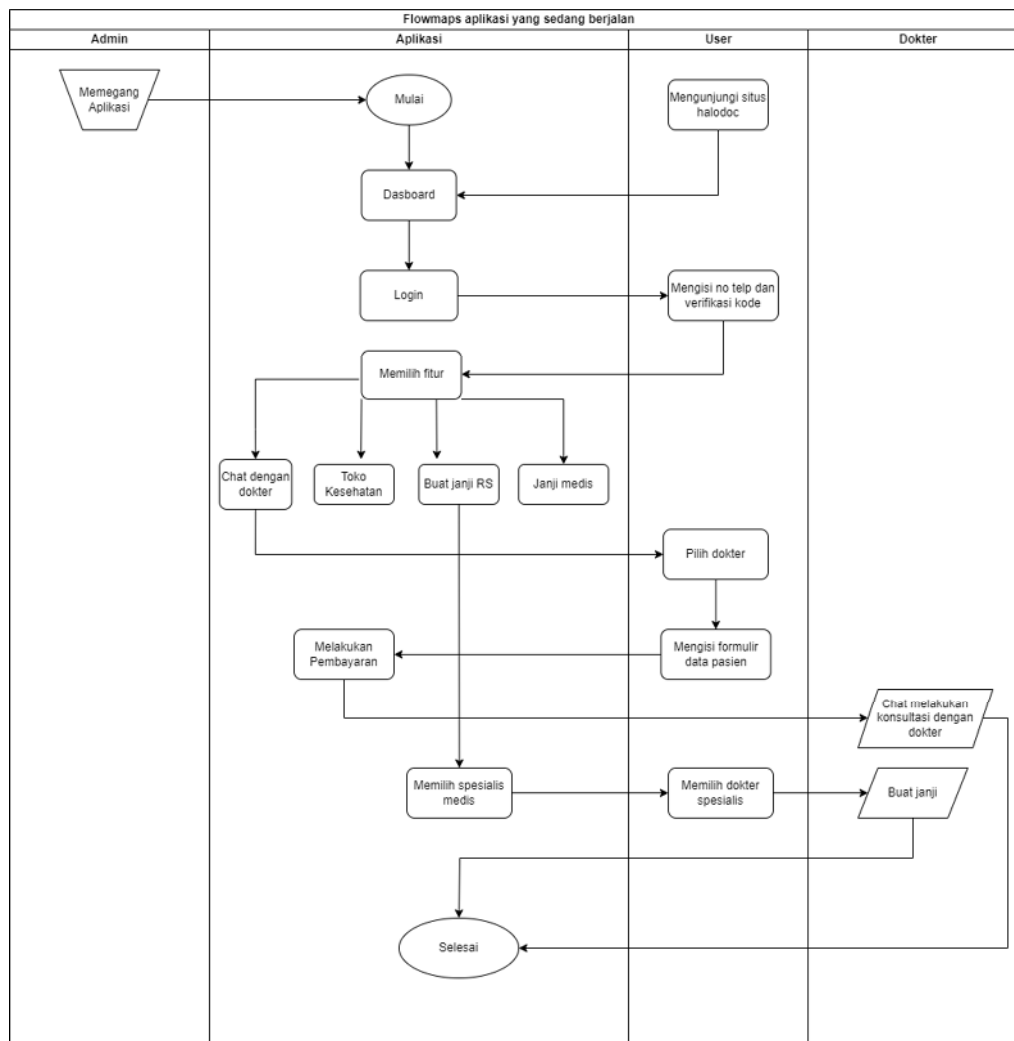 Flowmaps aplikasi yang sedang berjalan
Admin
Aplikasi
User
Dokter
Memegang
Aplikasi
Mulai
Mengunjungi situs
halodoc
Dasboard
Login
Mengisi no telp dan
verifikasi kode
Memilih fitur
Chat dengan
dokter
Toko
Kesehatan
Buat janji RS
Janji medis
Pilih dokter
Melakukan
Pembayaran
Mengisi formulir
data pasien
Chat melakukan
konsultasi dengan
dokter
Memilih spesialis
medis
Memilih dokter
spesialis
Buat janji
Selesai